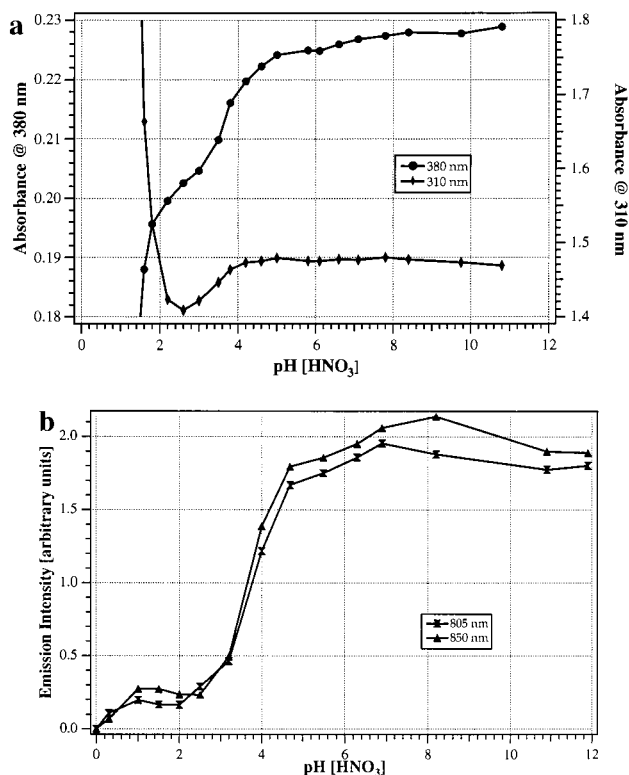 a
0.23
0.22
0.21
0.20
0.19
0.18
Absorbance @ 380 nm
1.8
1.7
1.6
1.5
1.4
Absorbance @ 310 nm
380 nm
310 nm
0 2 4 6 8 10 12
pH [HNO₃]
b
2.0
1.5
1.0
0.5
0.0
Emission Intensity [arbitrary units]
805 nm
850 nm
0 2 4 6 8 10 12
pH [HNO₃]